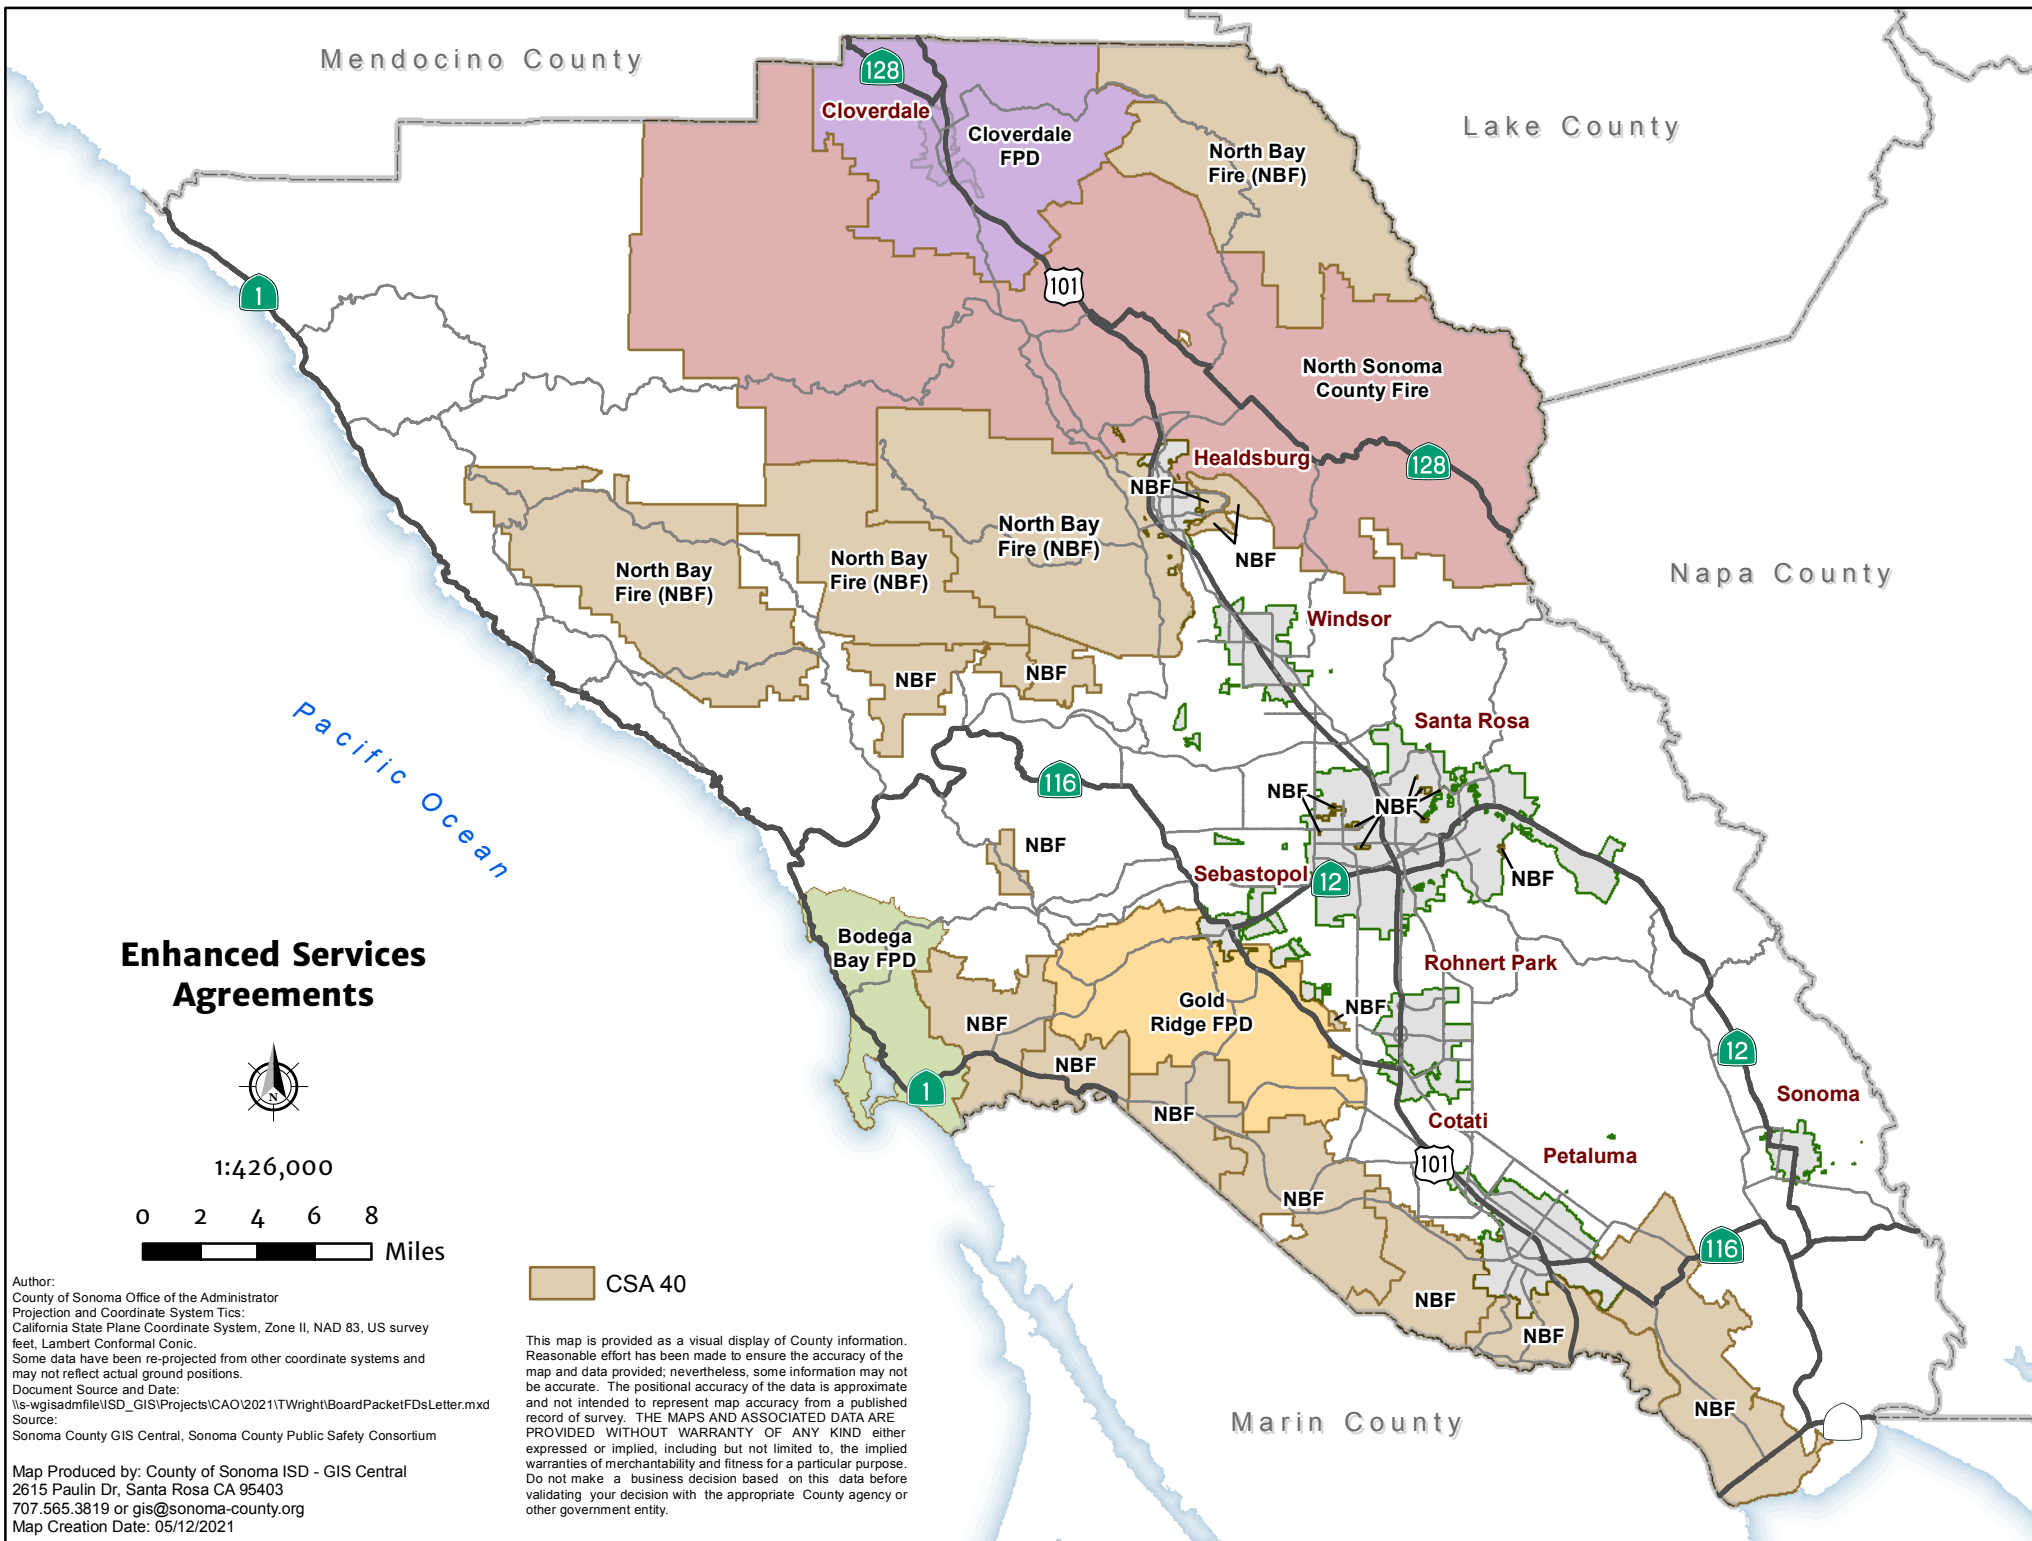 Mendocino County
Lake County
128
Cloverdale
Cloverdale
FPD
North Bay
Fire (NBF)
1
101
North Sonoma
County Fire
Healdsburg
128
NBF
NBF
North Bay
Fire (NBF)
North Bay
Fire (NBF)
North Bay
Fire (NBF)
Napa County
Windsor
NBF
NBF
Santa Rosa
Pacific Ocean
116
NBF
NBF
NBF
Sebastopol
12
NBF
Bodega
Bay FPD
Rohnert Park
Gold
Ridge FPD
NBF
NBF
NBF
12
1
NBF
Sonoma
Cotati
Petaluma
101
NBF
116
NBF
NBF
NBF
Marin County
Enhanced Services
Agreements
N
1:426,000
0 2 4 6 8
Miles
CSA 40
Author:
County of Sonoma Office of the Administrator
Projection and Coordinate System Tics:
California State Plane Coordinate System, Zone II, NAD 83, US survey
feet, Lambert Conformal Conic.
Some data have been re-projected from other coordinate systems and
may not reflect actual ground positions.
Document Source and Date:
\\s-wgisadmfile\ISD_GIS\Projects\CAO\2021\TWright\BoardPacketFDsLetter.mxd
Source:
Sonoma County GIS Central, Sonoma County Public Safety Consortium
Map Produced by: County of Sonoma ISD - GIS Central
2615 Paulin Dr, Santa Rosa CA 95403
707.565.3819 or gis@sonoma-county.org
Map Creation Date: 05/12/2021
This map is provided as a visual display of County information.
Reasonable effort has been made to ensure the accuracy of the
map and data provided; nevertheless, some information may not
be accurate. The positional accuracy of the data is approximate
and not intended to represent map accuracy from a published
record of survey. THE MAPS AND ASSOCIATED DATA ARE
PROVIDED WITHOUT WARRANTY OF ANY KIND either
expressed or implied, including but not limited to, the implied
warranties of merchantability and fitness for a particular purpose.
Do not make a business decision based on this data before
validating your decision with the appropriate County agency or
other government entity.